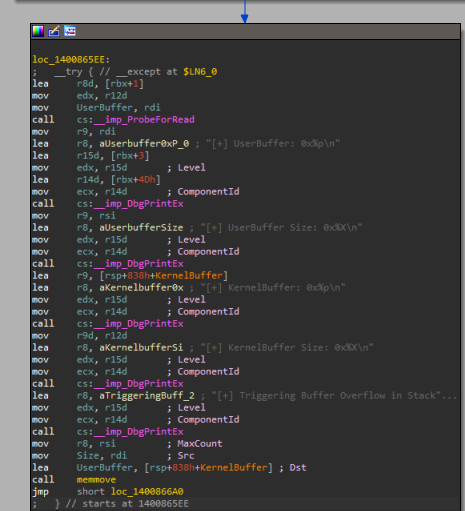 loc_1400865EE:
;   __try { // __except at $LN6_0
lea     r8d, [rbx+1]
mov     edx, r12d
mov     UserBuffer, rdi
call    cs:__imp_ProbeForRead
mov     r9, rdi
lea     r8, aUserbuffer0xP_0 ; "[+] UserBuffer: 0x%p\n"
lea     r15d, [rbx+3]
mov     edx, r15d       ; Level
lea     r14d, [rbx+4Dh]
mov     ecx, r14d       ; ComponentId
call    cs:__imp_DbgPrintEx
mov     r9, rsi
lea     r8, aUserbufferSize ; "[+] UserBuffer Size: 0x%X\n"
mov     edx, r15d       ; Level
mov     ecx, r14d       ; ComponentId
call    cs:__imp_DbgPrintEx
lea     r9, [rsp+838h+KernelBuffer]
lea     r8, aKernelbuffer0x ; "[+] KernelBuffer: 0x%p\n"
mov     edx, r15d       ; Level
mov     ecx, r14d       ; ComponentId
call    cs:__imp_DbgPrintEx
mov     r9d, r12d
lea     r8, aKernelbufferSi ; "[+] KernelBuffer Size: 0x%X\n"
mov     edx, r15d       ; Level
mov     ecx, r14d       ; ComponentId
call    cs:__imp_DbgPrintEx
lea     r8, aTriggeringBuff_2 ; "[+] Triggering Buffer Overflow in Stack"...
mov     edx, r15d       ; Level
mov     ecx, r14d       ; ComponentId
call    cs:__imp_DbgPrintEx
mov     r8, rsi         ; MaxCount
mov     Size, rdi       ; Src
lea     UserBuffer, [rsp+838h+KernelBuffer] ; Dst
call    memmove
jmp     short loc_1400866A0
;   } // starts at 1400865EE